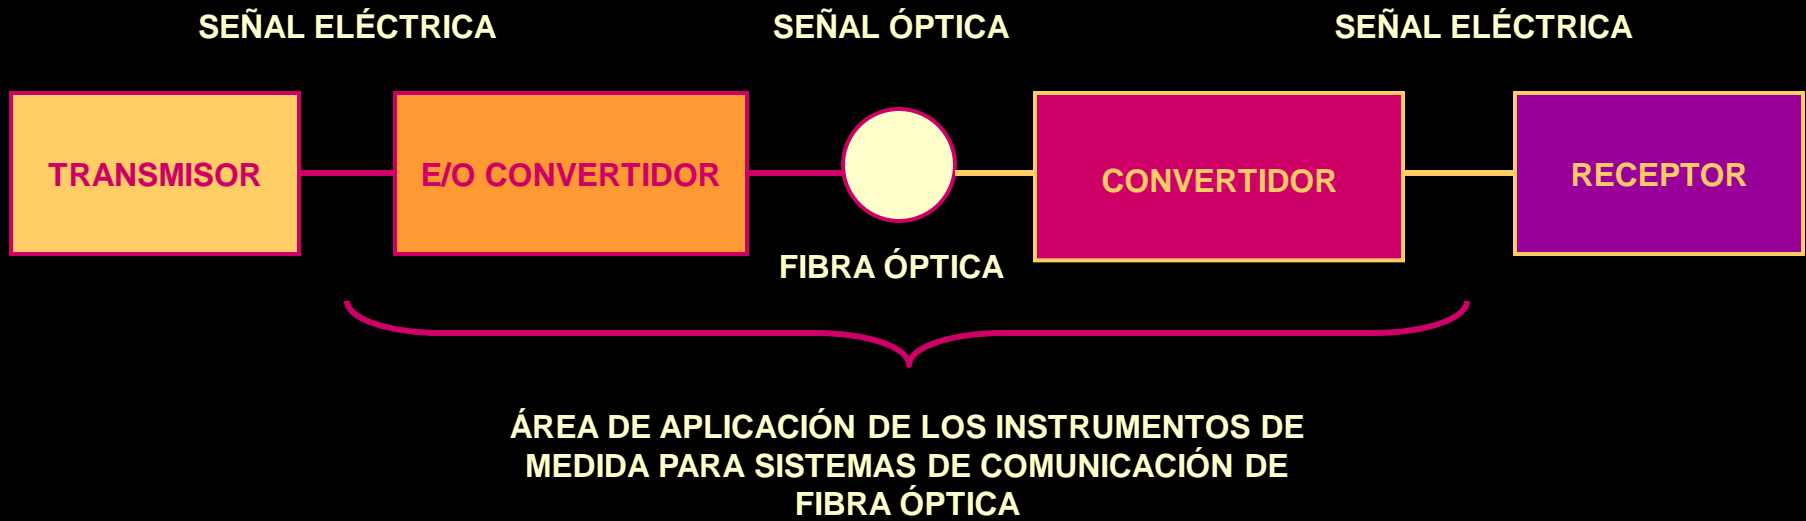 SEÑAL ELÉCTRICA
SEÑAL ÓPTICA
SEÑAL ELÉCTRICA
TRANSMISOR
E/O CONVERTIDOR
CONVERTIDOR
RECEPTOR
FIBRA ÓPTICA
ÁREA DE APLICACIÓN DE LOS INSTRUMENTOS DE
MEDIDA PARA SISTEMAS DE COMUNICACIÓN DE
FIBRA ÓPTICA